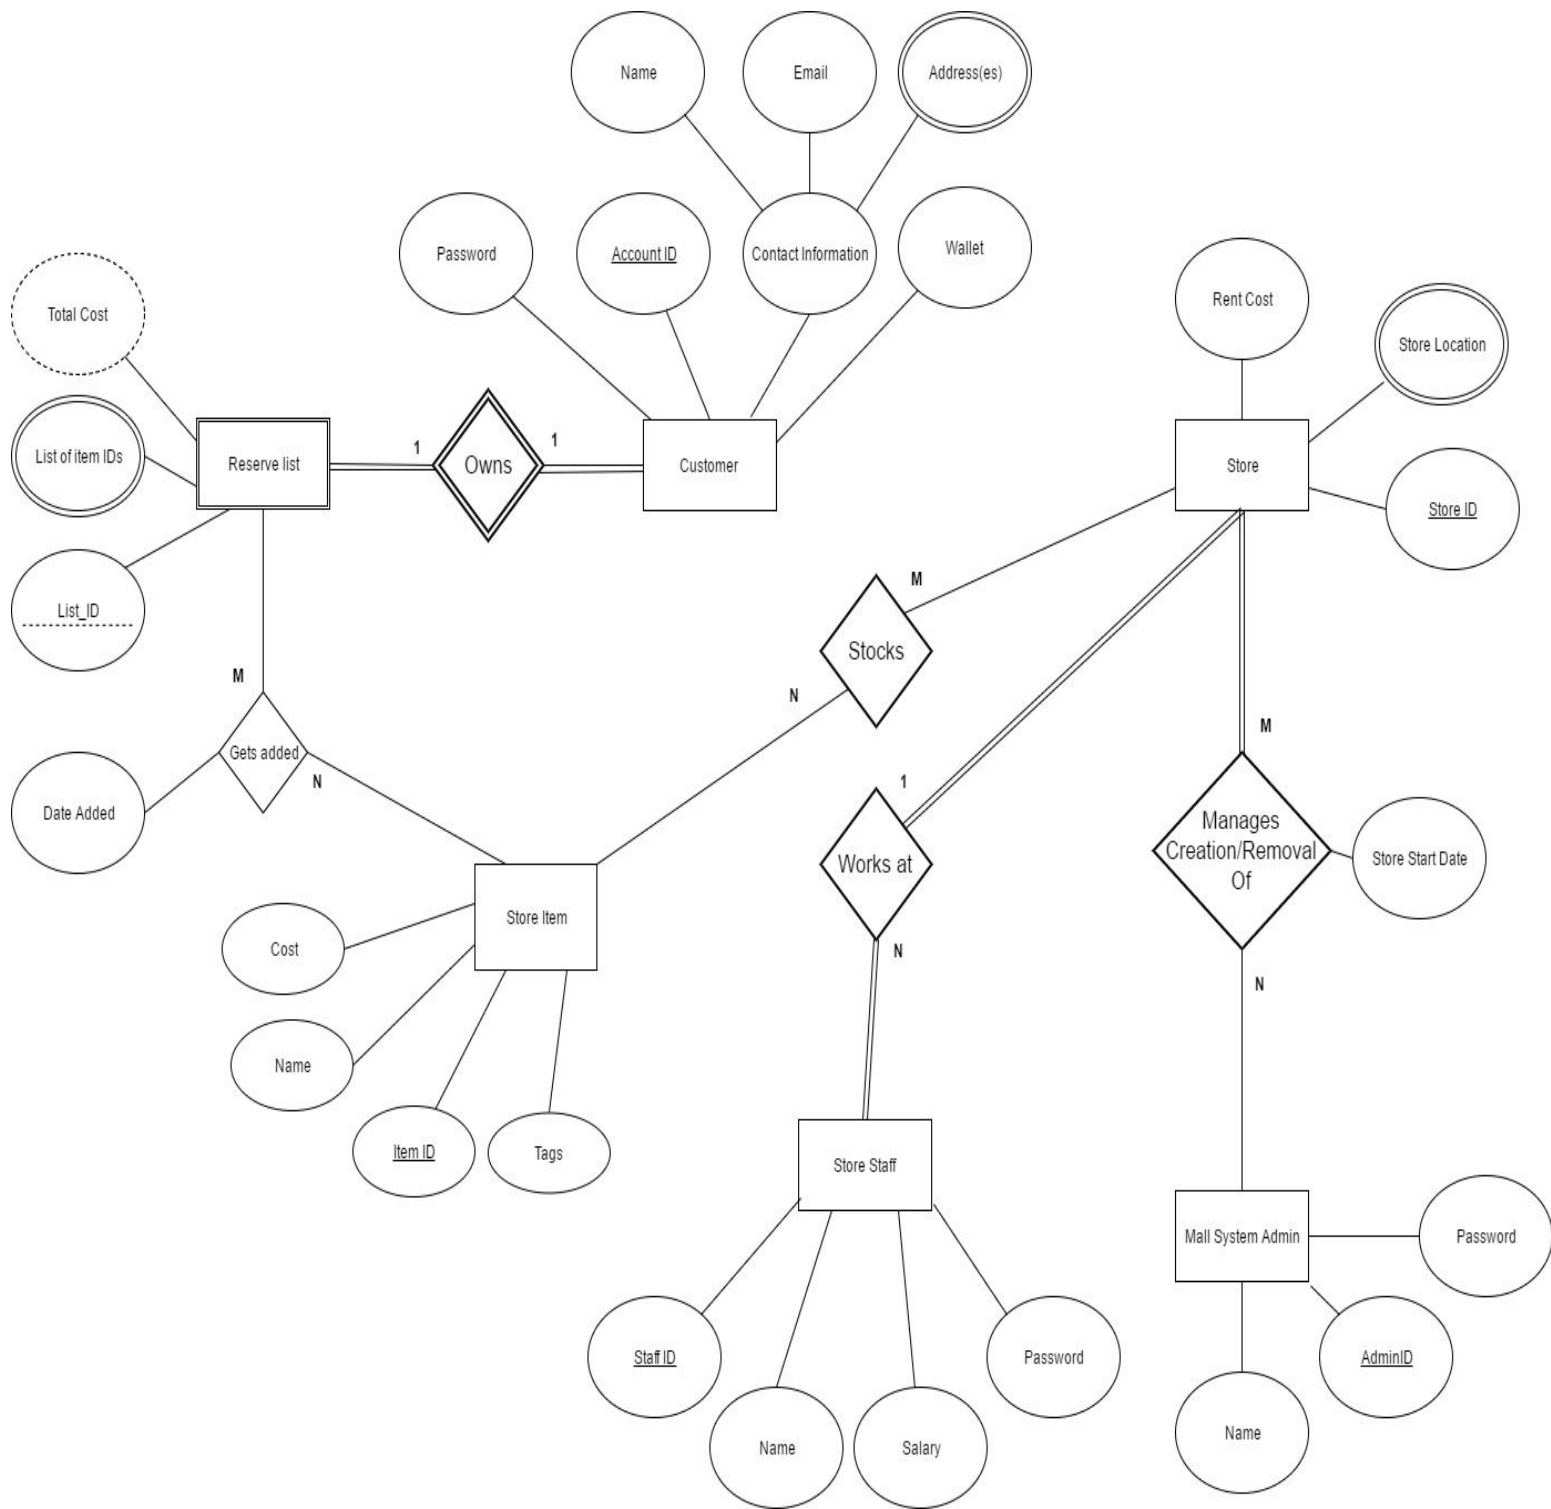 Name
Email
Address(es)
Password
Account ID
Contact Information
Wallet
Total Cost
Rent Cost
Store Location
List of item IDs
Reserve list
1
Owns
1
Customer
Store
Store ID
List_ID
M
Stocks
N
M
Gets added
N
Date Added
M
1
Works at
N
Manages
Creation/Removal
Of
Store Start Date
N
Store Item
Cost
Name
Item ID
Tags
Store Staff
Mall System Admin
Password
Staff ID
Name
Salary
Password
AdminID
Name